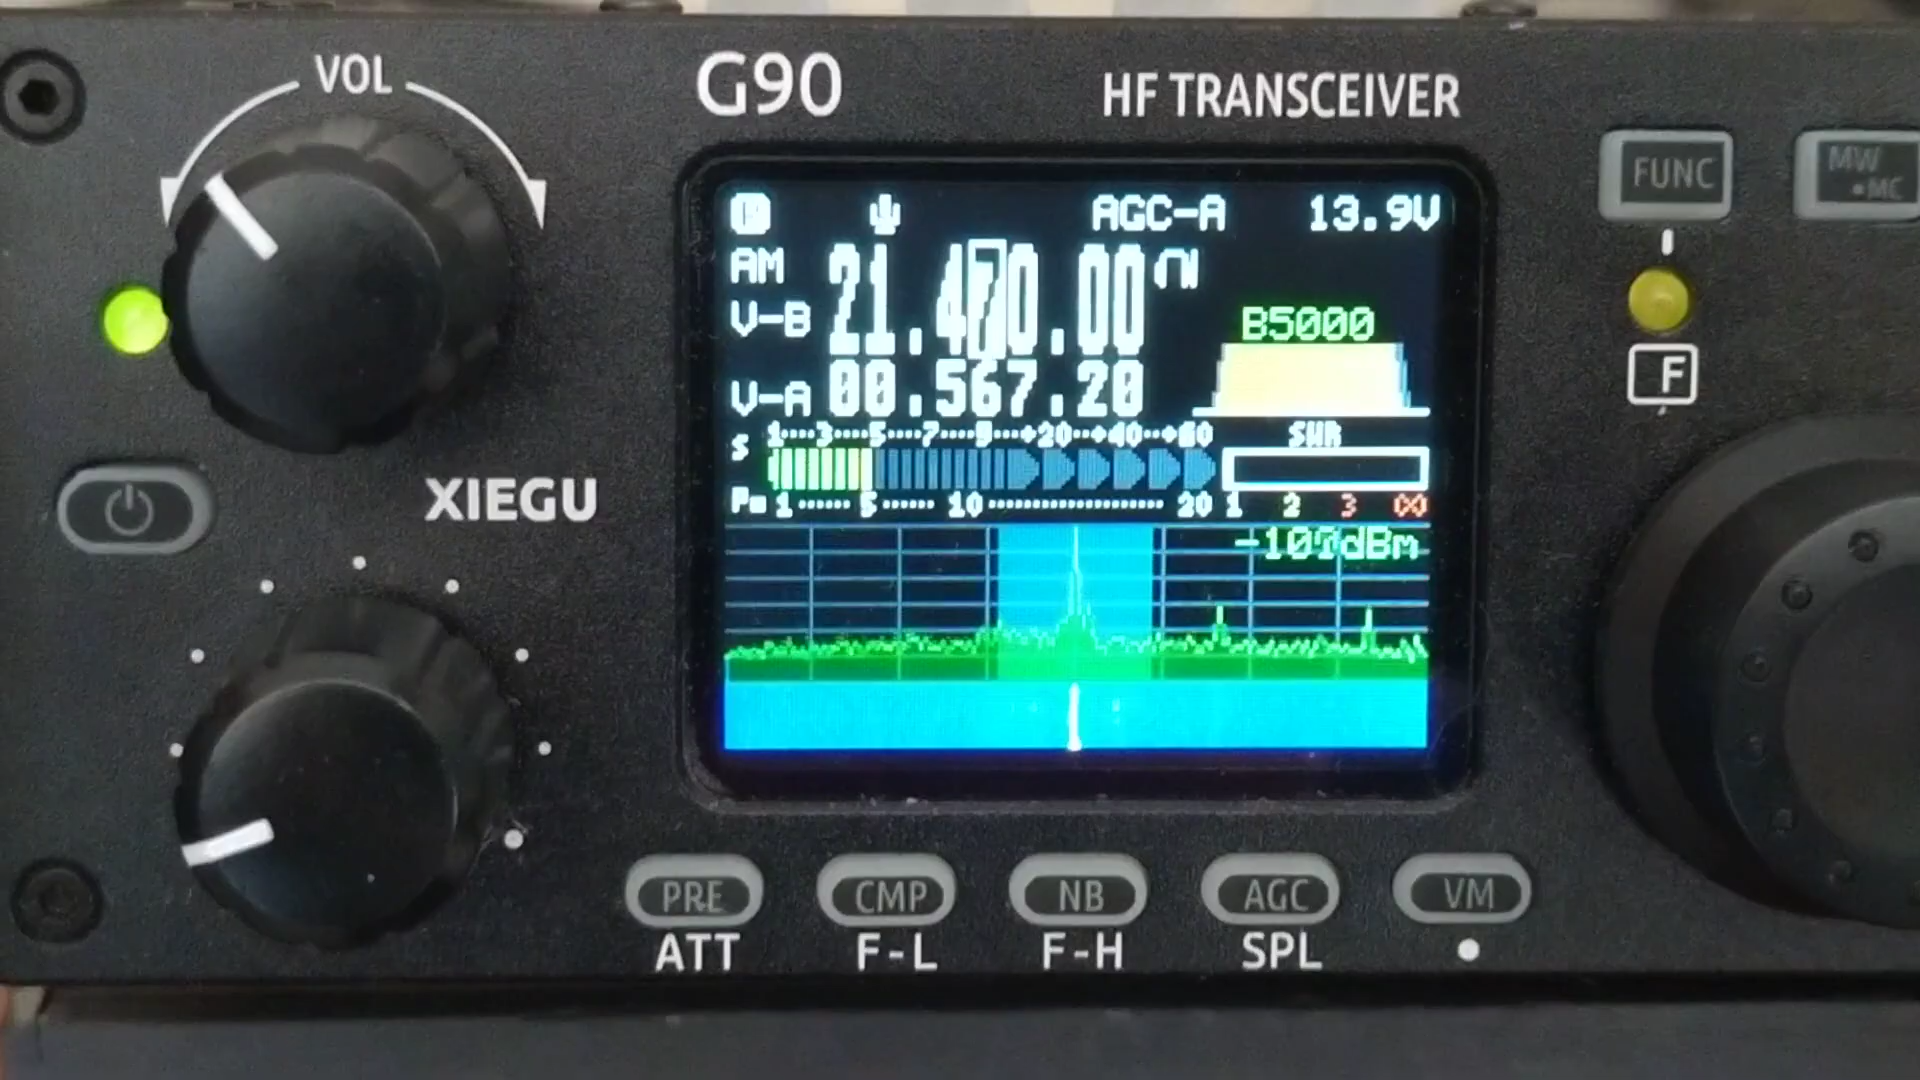 VOL
G90
HF TRANSCEIVER
FUNC
MW
•MC
AGC-A
13.9V
AM
21.470.00
B5000
V-B
V-A
00.567.20
F
S
1····3····5····7····9···+20··+40··+60
SWR
XIEGU
Po
1······5······10·················20
1 2 3 ∞
-107dBm
PRE
CMP
NB
AGC
VM
ATT
F-L
F-H
SPL